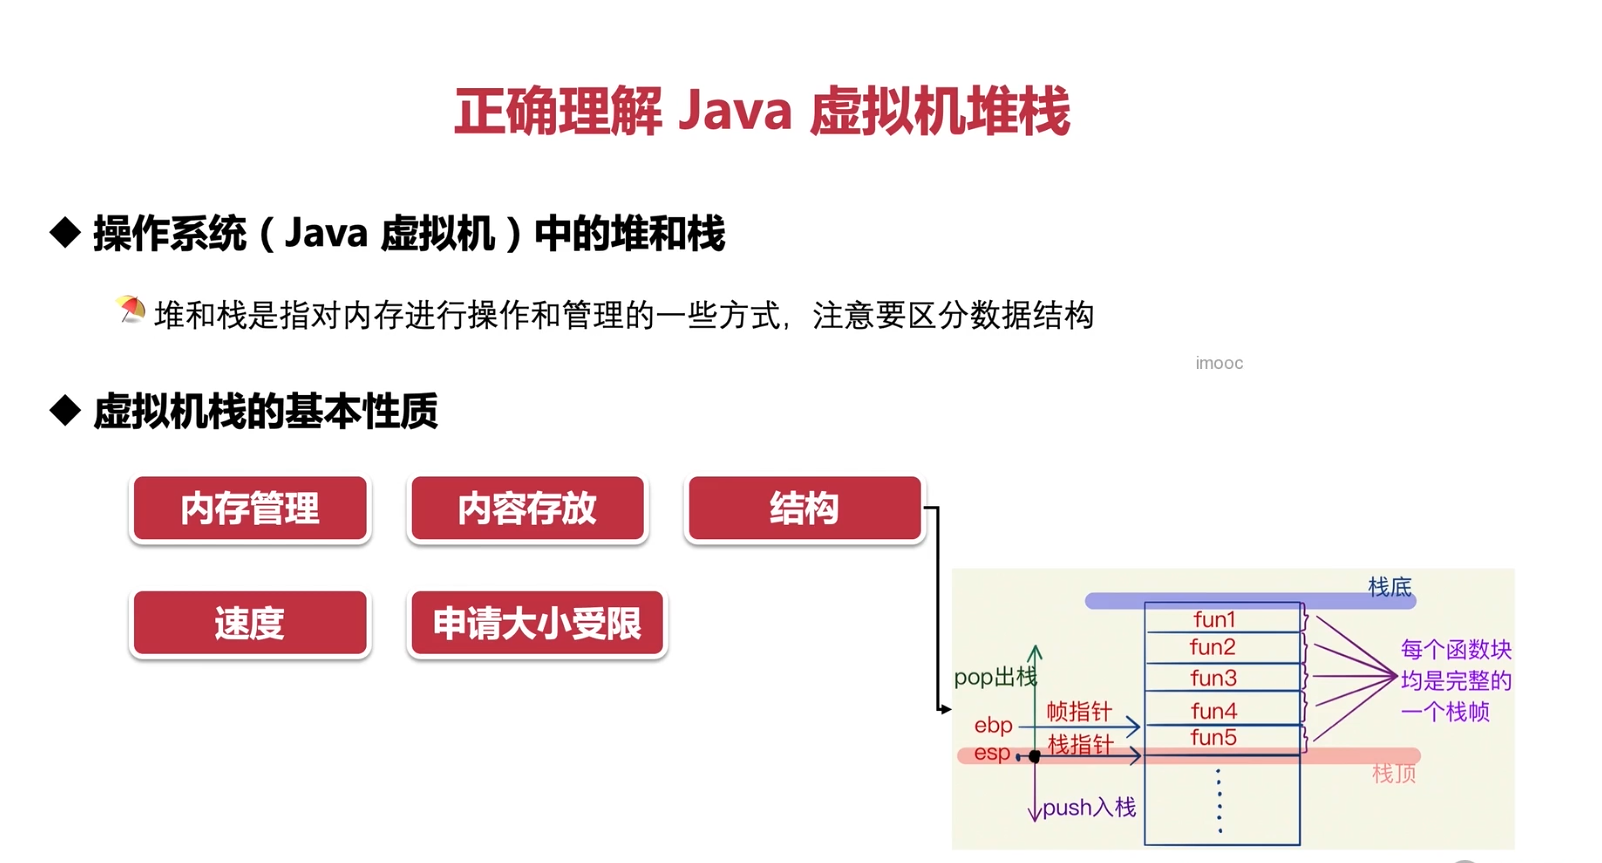 正确理解 Java 虚拟机堆栈
操作系统（Java 虚拟机）中的堆和栈
堆和栈是指对内存进行操作和管理的一些方式，注意要区分数据结构
imooc
虚拟机栈的基本性质
内存管理
内容存放
结构
速度
申请大小受限
栈底
fun1
fun2
fun3
fun4
fun5
每个函数块
均是完整的
一个栈帧
pop出栈
帧指针
ebp
栈指针
esp
栈顶
push入栈